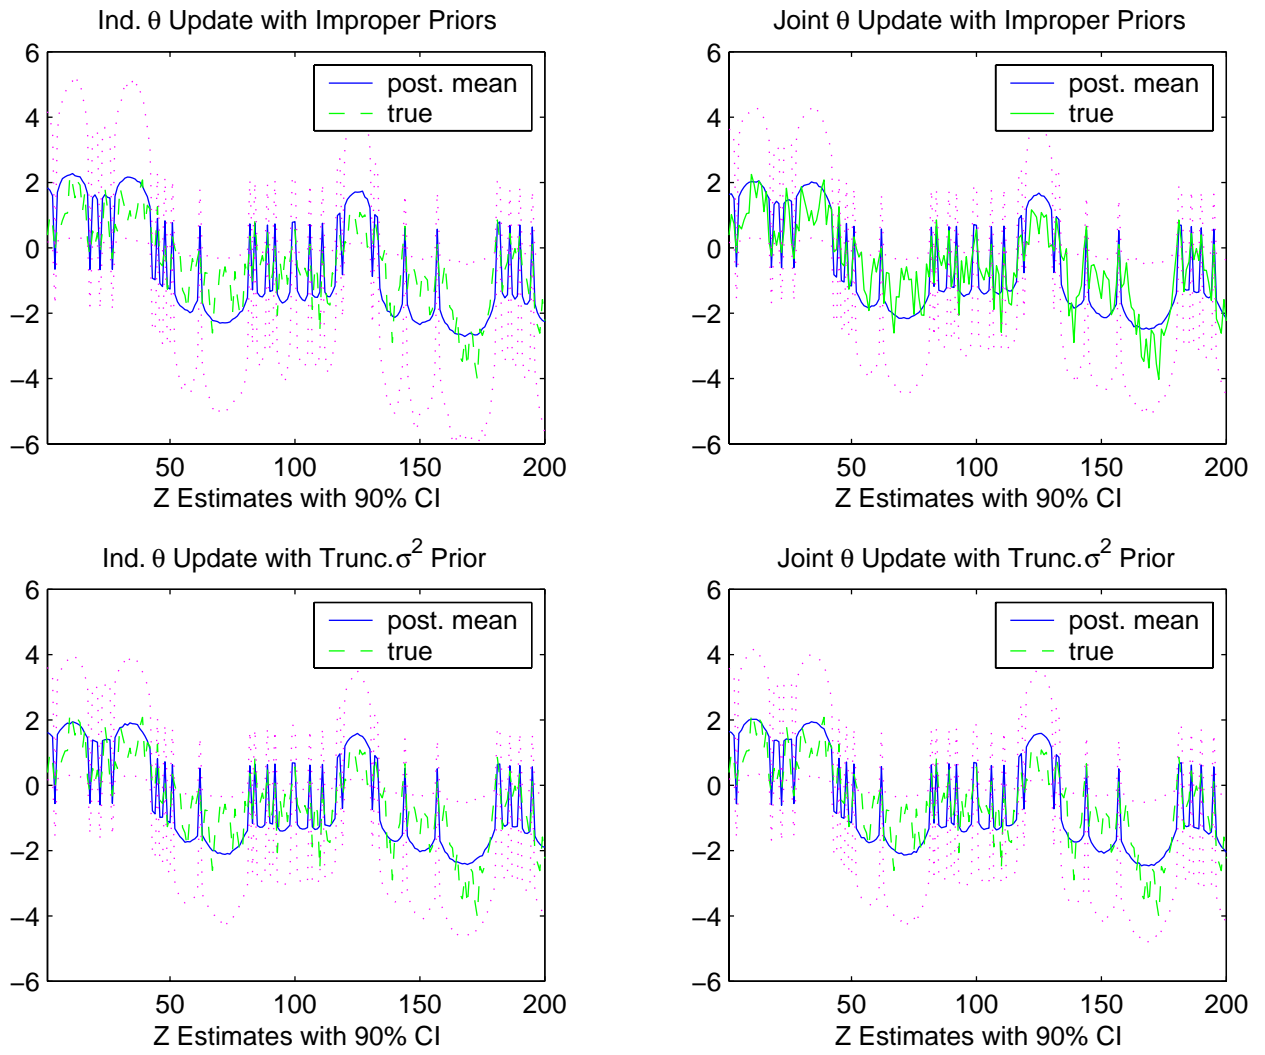 Ind. θ Update with Improper Priors
6
4
2
0
−2
−4
−6
post. mean
true
50
100
150
200
Z Estimates with 90% CI
Joint θ Update with Improper Priors
6
4
2
0
−2
−4
−6
post. mean
true
50
100
150
200
Z Estimates with 90% CI
Ind. θ Update with Trunc.σ² Prior
6
4
2
0
−2
−4
−6
post. mean
true
50
100
150
200
Z Estimates with 90% CI
Joint θ Update with Trunc.σ² Prior
6
4
2
0
−2
−4
−6
post. mean
true
50
100
150
200
Z Estimates with 90% CI